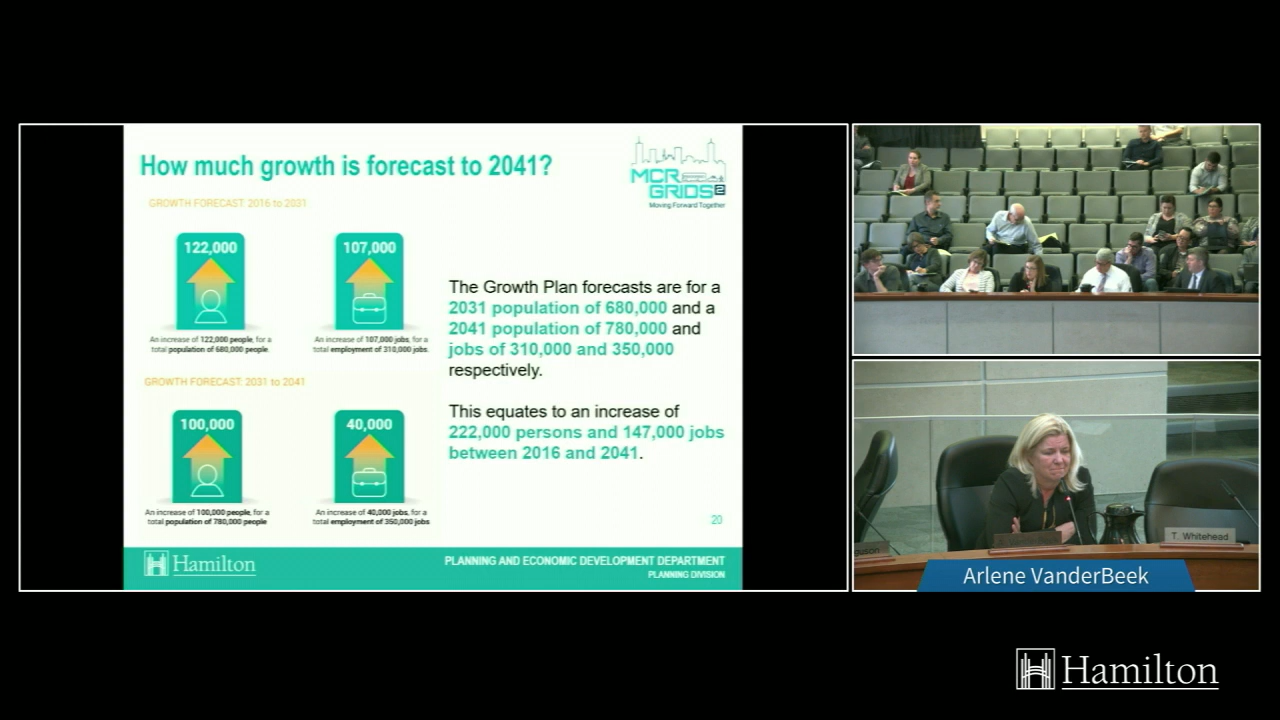 How much growth is forecast to 2041?
MCR
GRIDS2
Moving Forward Together
GROWTH FORECAST: 2016 to 2031
122,000
107,000
An increase of 122,000 people, for a
total population of 680,000 people.
An increase of 107,000 jobs, for a
total employment of 310,000 jobs.
GROWTH FORECAST: 2031 to 2041
100,000
40,000
An increase of 100,000 people, for a
total population of 780,000 people
An increase of 40,000 jobs, for a
total employment of 350,000 jobs
The Growth Plan forecasts are for a
2031 population of 680,000 and a
2041 population of 780,000 and
jobs of 310,000 and 350,000
respectively.
This equates to an increase of
222,000 persons and 147,000 jobs
between 2016 and 2041.
20
Hamilton
PLANNING AND ECONOMIC DEVELOPMENT DEPARTMENT
PLANNING DIVISION
T. Whitehead
Arlene VanderBeek
Hamilton